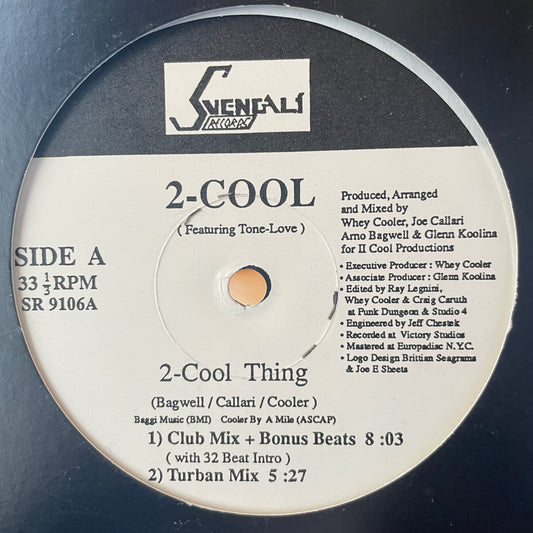 SVENGALI
RECORDS
2-COOL
( Featuring Tone-Love )
SIDE A
33 1/3 RPM
SR 9106A
Produced, Arranged
and Mixed by
Whey Cooler, Joe Callari
Arno Bagwell & Glenn Koolina
for II Cool Productions
• Executive Producer : Whey Cooler
• Associate Producer : Glenn Koolina
• Edited by Ray Legnini,
Whey Cooler & Craig Caruth
at Punk Dungeon & Studio 4
• Engineered by Jeff Chestek
• Recorded at Victory Studios
• Mastered at Europadisc N.Y.C.
• Logo Design Brittian Seagrams
& Joe E Sheets
2-Cool Thing
(Bagwell / Callari / Cooler )
Baggi Music (BMI) Cooler By A Mile (ASCAP)
1) Club Mix + Bonus Beats 8 :03
( with 32 Beat Intro )
2) Turban Mix 5 :27